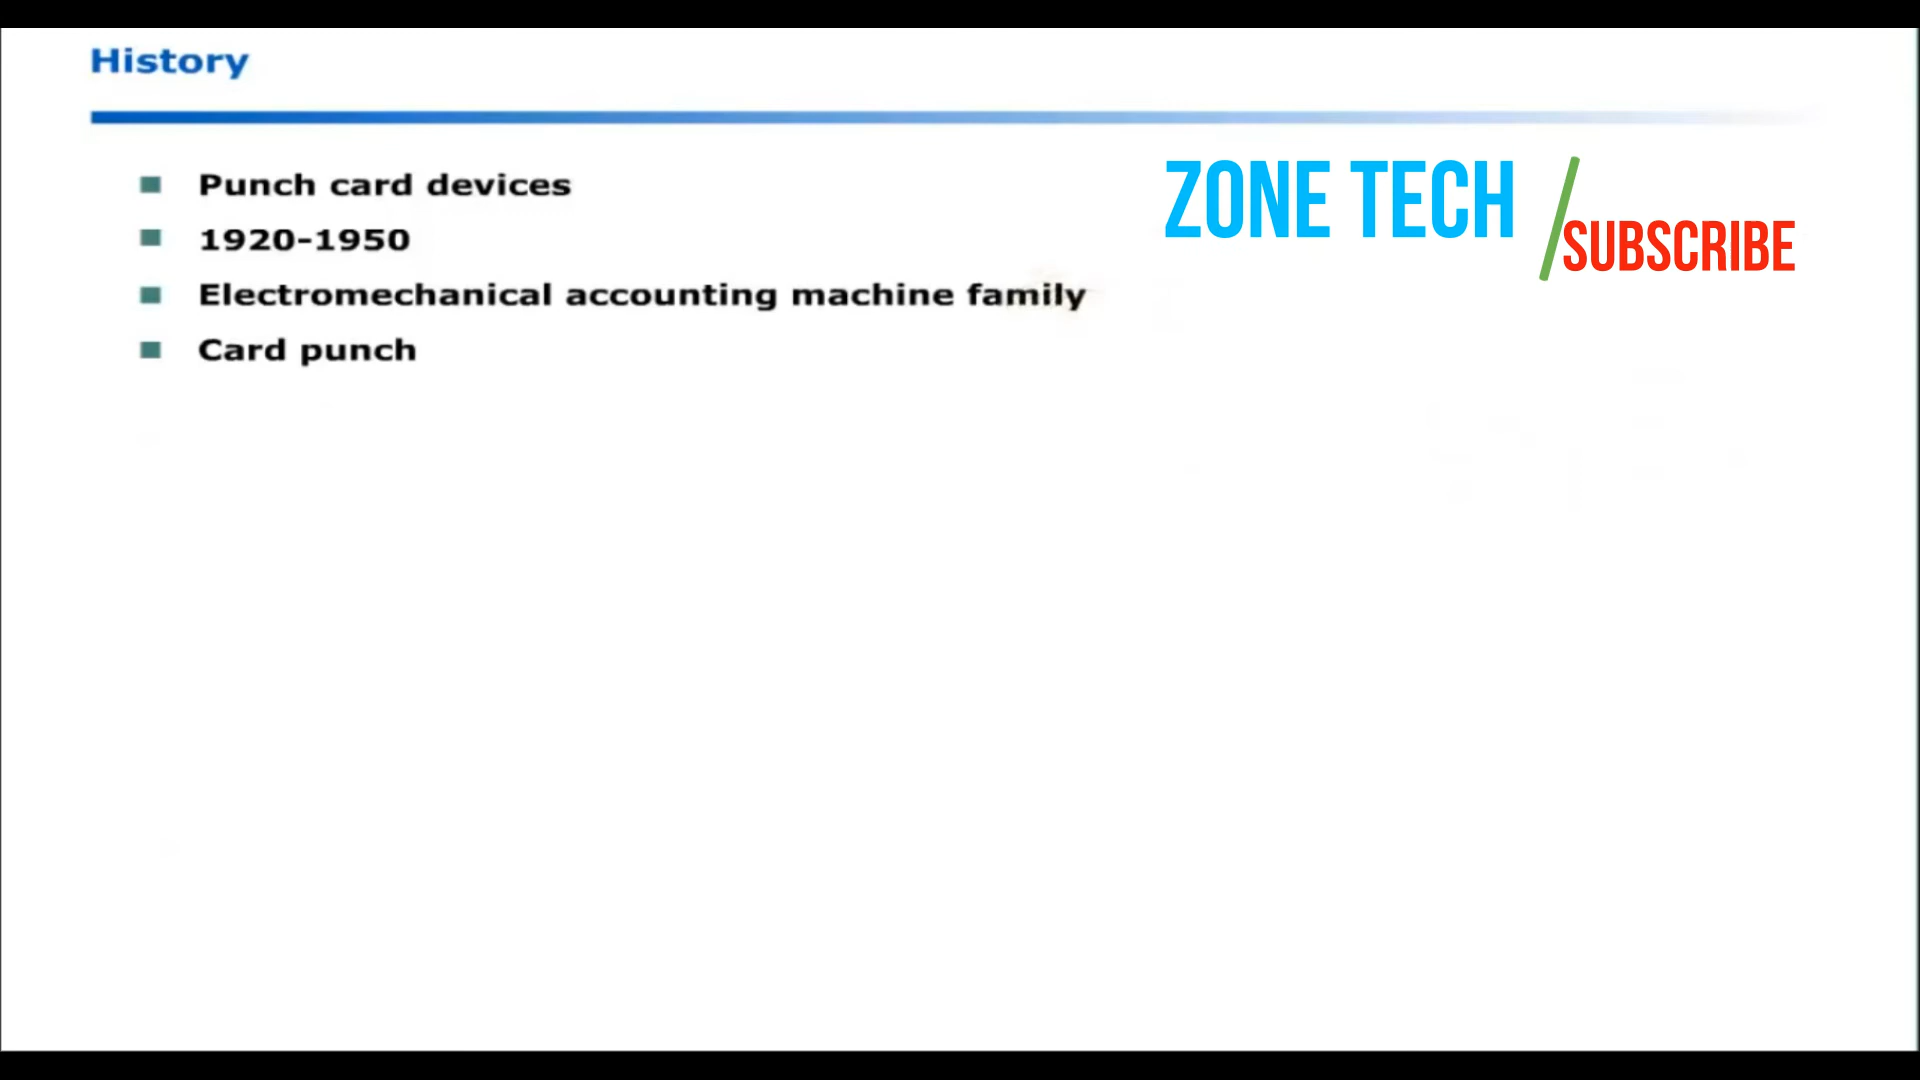 History
Punch card devices
1920-1950
Electromechanical accounting machine family
Card punch
ZONE TECH
SUBSCRIBE